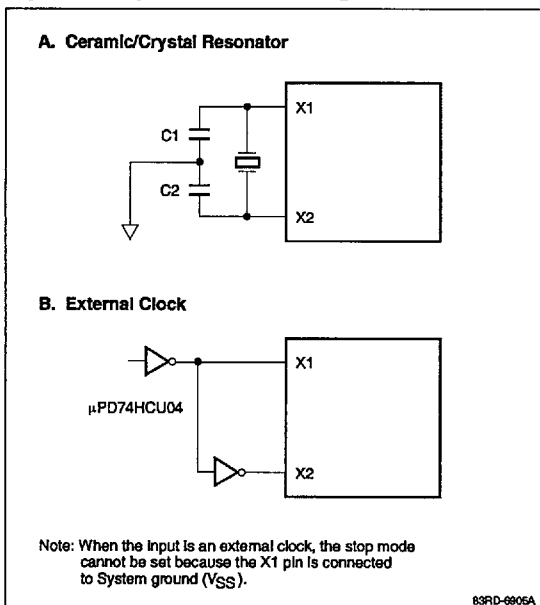 A. Ceramic/Crystal Resonator
X1
C1
C2
X2
B. External Clock
X1
μPD74HCU04
X2
Note: When the input is an external clock, the stop mode
cannot be set because the X1 pin is connected
to System ground (VSS).
83RD-6905A